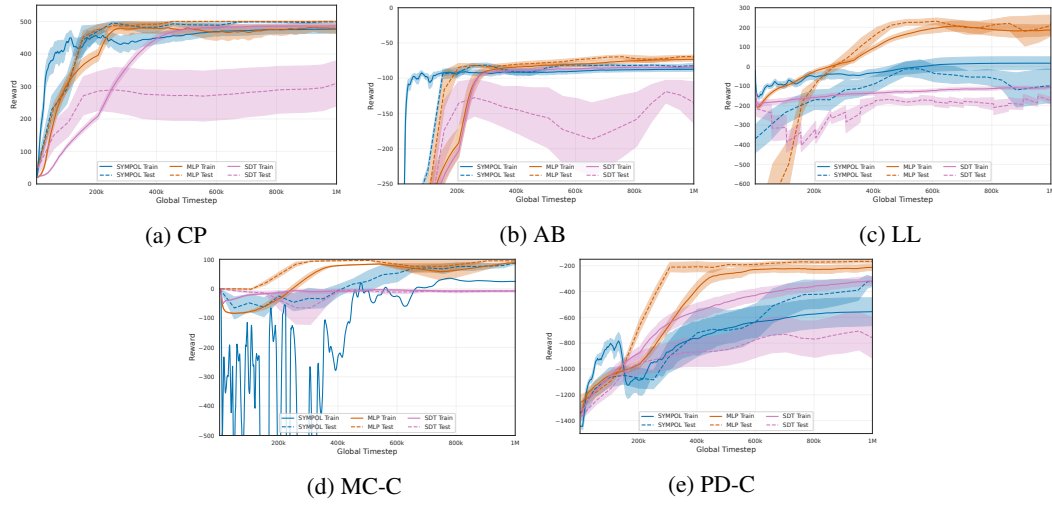 500
400
300
200
100
0
Reward
SYMPOL Train
SYMPOL Test
MLP Train
MLP Test
SDT Train
SDT Test
200k
400k
600k
800k
1M
Global Timestep
(a) CP
0
−50
−100
−150
−200
−250
Reward
SYMPOL Train
SYMPOL Test
MLP Train
MLP Test
SDT Train
SDT Test
0
200k
400k
600k
800k
1M
Global Timestep
(b) AB
300
200
100
0
−100
−200
−300
−400
−500
−600
Reward
SYMPOL Train
SYMPOL Test
MLP Train
MLP Test
SDT Train
SDT Test
200k
400k
600k
800k
1M
Global Timestep
(c) LL
100
0
−100
−200
−300
−400
−500
Reward
SYMPOL Train
SYMPOL Test
MLP Train
MLP Test
SDT Train
SDT Test
200k
400k
600k
800k
1M
Global Timestep
(d) MC-C
−200
−400
−600
−800
−1000
−1200
−1400
Reward
SYMPOL Train
SYMPOL Test
MLP Train
MLP Test
SDT Train
SDT Test
200k
400k
600k
800k
1M
Global Timestep
(e) PD-C